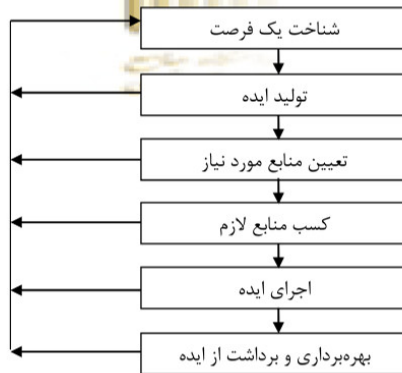 شناخت یک فرصت
تولید ایده
تعیین منابع مورد نیاز
کسب منابع لازم
اجرای ایده
بهره‌برداری و برداشت از ایده